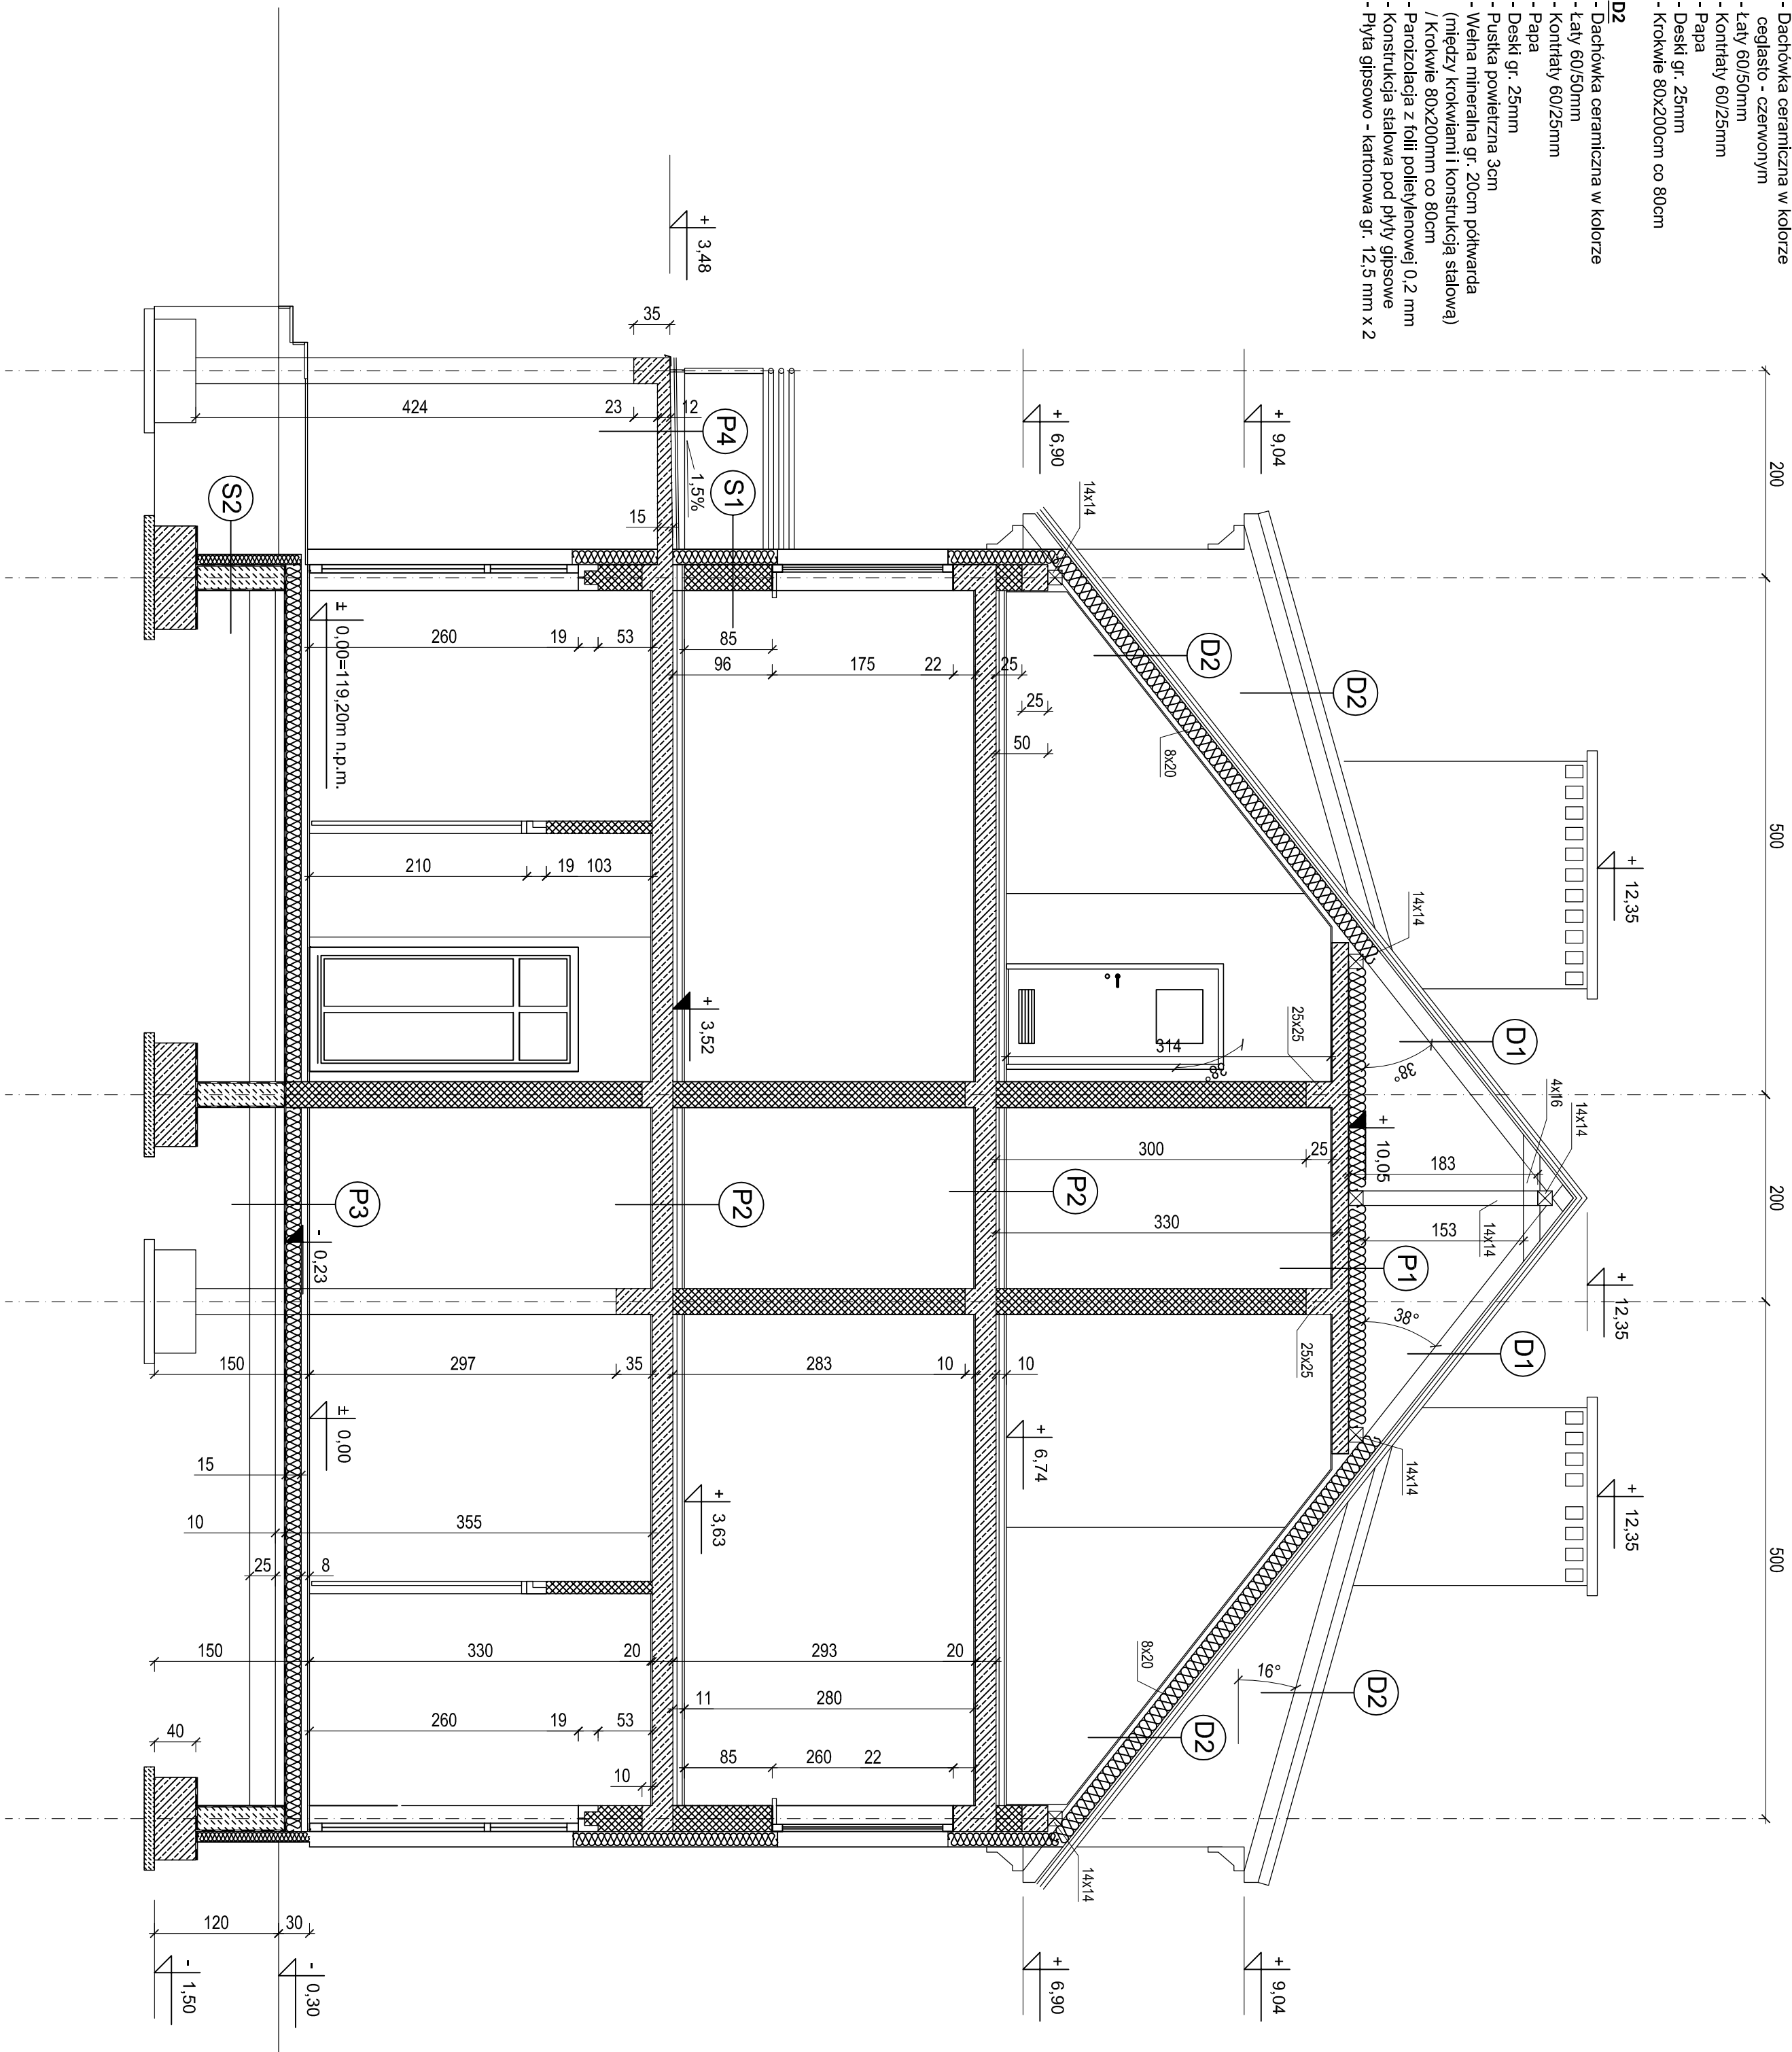 - Dachówka ceramiczna w kolorze
ceglasto - czerwonym
- Łaty 60/50mm
- Kontrłaty 60/25mm
- Papa
- Deski gr. 25mm
- Krokwie 80x200cm co 80cm
D2
- Dachówka ceramiczna w kolorze
- Łaty 60/50mm
- Kontrłaty 60/25mm
- Papa
- Deski gr. 25mm
- Pustka powietrzna 3cm
- Wełna mineralna gr. 20cm półtwarda
(między krokwiami i konstrukcją stalową)
/ Krokwie 80x200mm co 80cm
- Paroizolacja z folii polietylenowej 0,2 mm
- Konstrukcja stalowa pod płyty gipsowe
- Płyta gipsowo - kartonowa gr. 12,5 mm x 2
200
500
200
500
+ 12,35
+ 12,35
+ 12,35
+ 9,04
+ 9,04
+ 6,90
+ 6,90
D1
D1
D2
D2
D2
D2
P1
14x14
14x14
14x14
14x14
14x14
14x14
4x16
8x20
8x20
25x25
25x25
38°
38°
38°
16°
183
153
+ 10,05
314
300
25
330
25
25
50
+ 6,74
10
P2
P2
+ 3,48
35
424
23
12
P4
1,5%
S1
15
85
96
175
22
+ 3,52
283
10
+ 3,63
293
20
11
280
85
260
22
± 0,00=119,20m n.p.m.
260
19
53
210
19
103
297
35
± 0,00
355
330
20
260
19
53
10
S2
P3
- 0,23
150
15
10
25
8
150
40
120
30
- 0,30
- 1,50